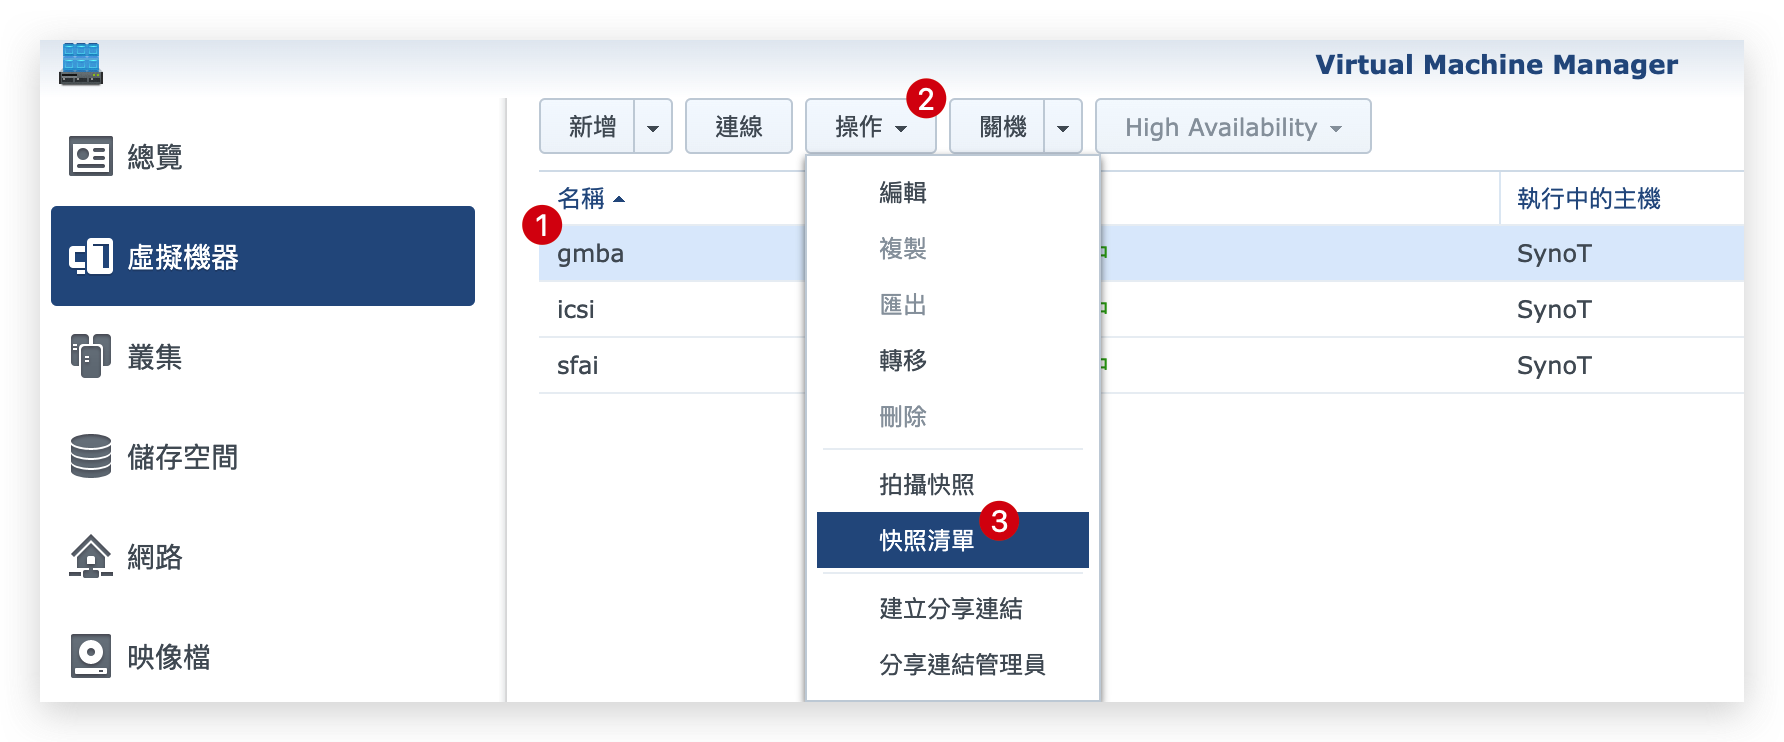 Virtual Machine Manager
總覽
虛擬機器
叢集
儲存空間
網路
映像檔
新增 連線 操作 2 關機 High Availability
名稱 執行中的主機
1
gmba SynoT
icsi SynoT
sfai SynoT
編輯
複製
匯出
轉移
刪除
拍攝快照
快照清單 3
建立分享連結
分享連結管理員